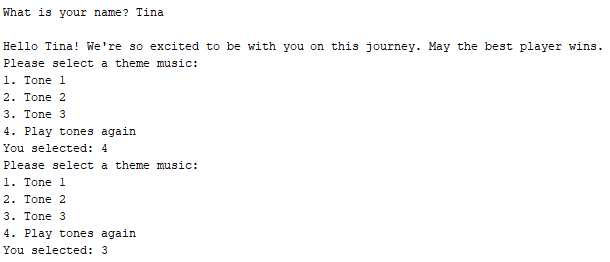 What is your name? Tina
Hello Tina! We're so excited to be with you on this journey. May the best player wins.
Please select a theme music:
1. Tone 1
2. Tone 2
3. Tone 3
4. Play tones again
You selected: 4
Please select a theme music:
1. Tone 1
2. Tone 2
3. Tone 3
4. Play tones again
You selected: 3